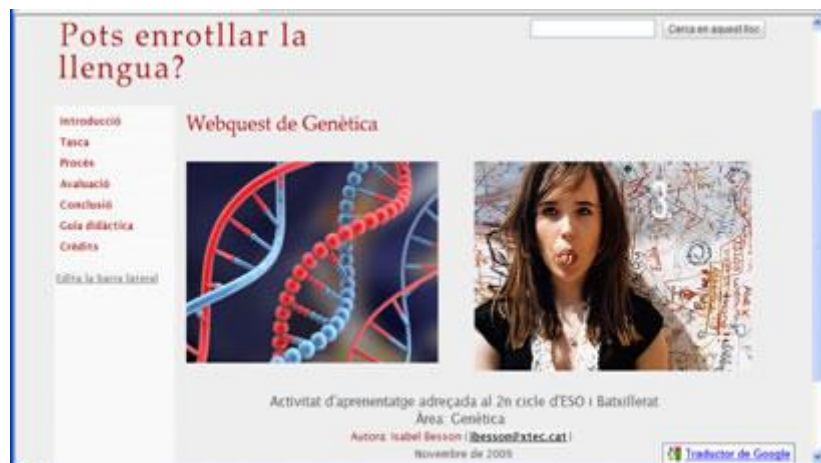 Pots enrotllar la
llengua?
Cerca en aquest lloc
Introducció
Tasca
Procés
Avaluació
Conclusió
Guia didàctica
Crèdits
Edita la barra lateral
Webquest de Genètica
3
Activitat d'aprenentatge adreçada al 2n cicle d'ESO i Batxillerat
Àrea: Genètica
Autora: Isabel Besson (ibesson@xtec.cat)
Novembre de 2009
Traductor de Google